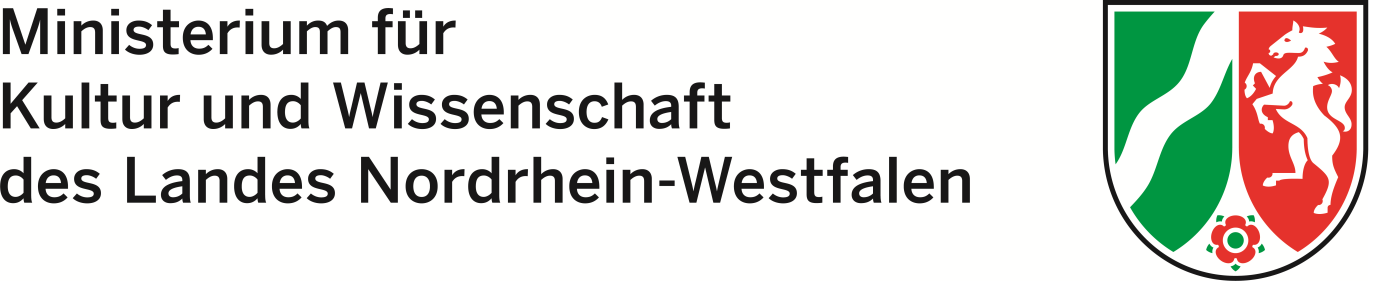 Ministerium für
Kultur und Wissenschaft
des Landes Nordrhein-Westfalen